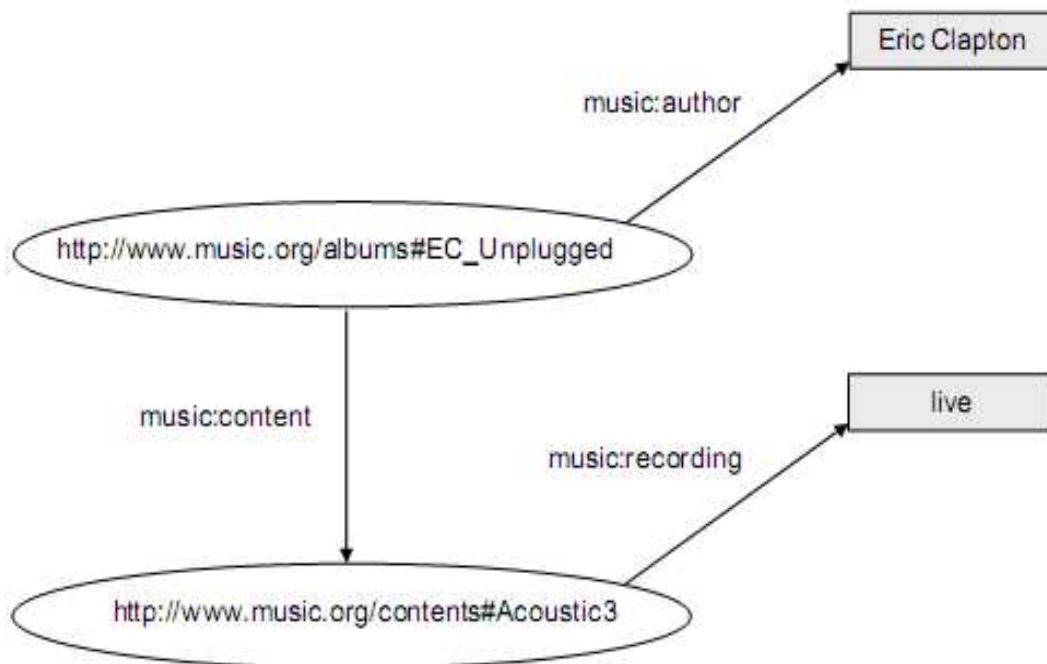 Eric Clapton
music:author
http://www.music.org/albums#EC_Unplugged
live
music:content
music:recording
http://www.music.org/contents#Acoustic3